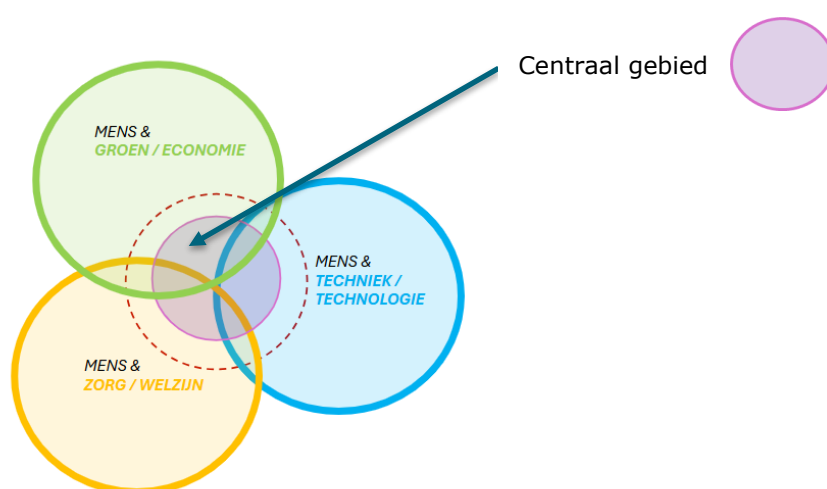 Centraal gebied
MENS &
GROEN / ECONOMIE
MENS &
TECHNIEK /
TECHNOLOGIE
MENS &
ZORG / WELZIJN